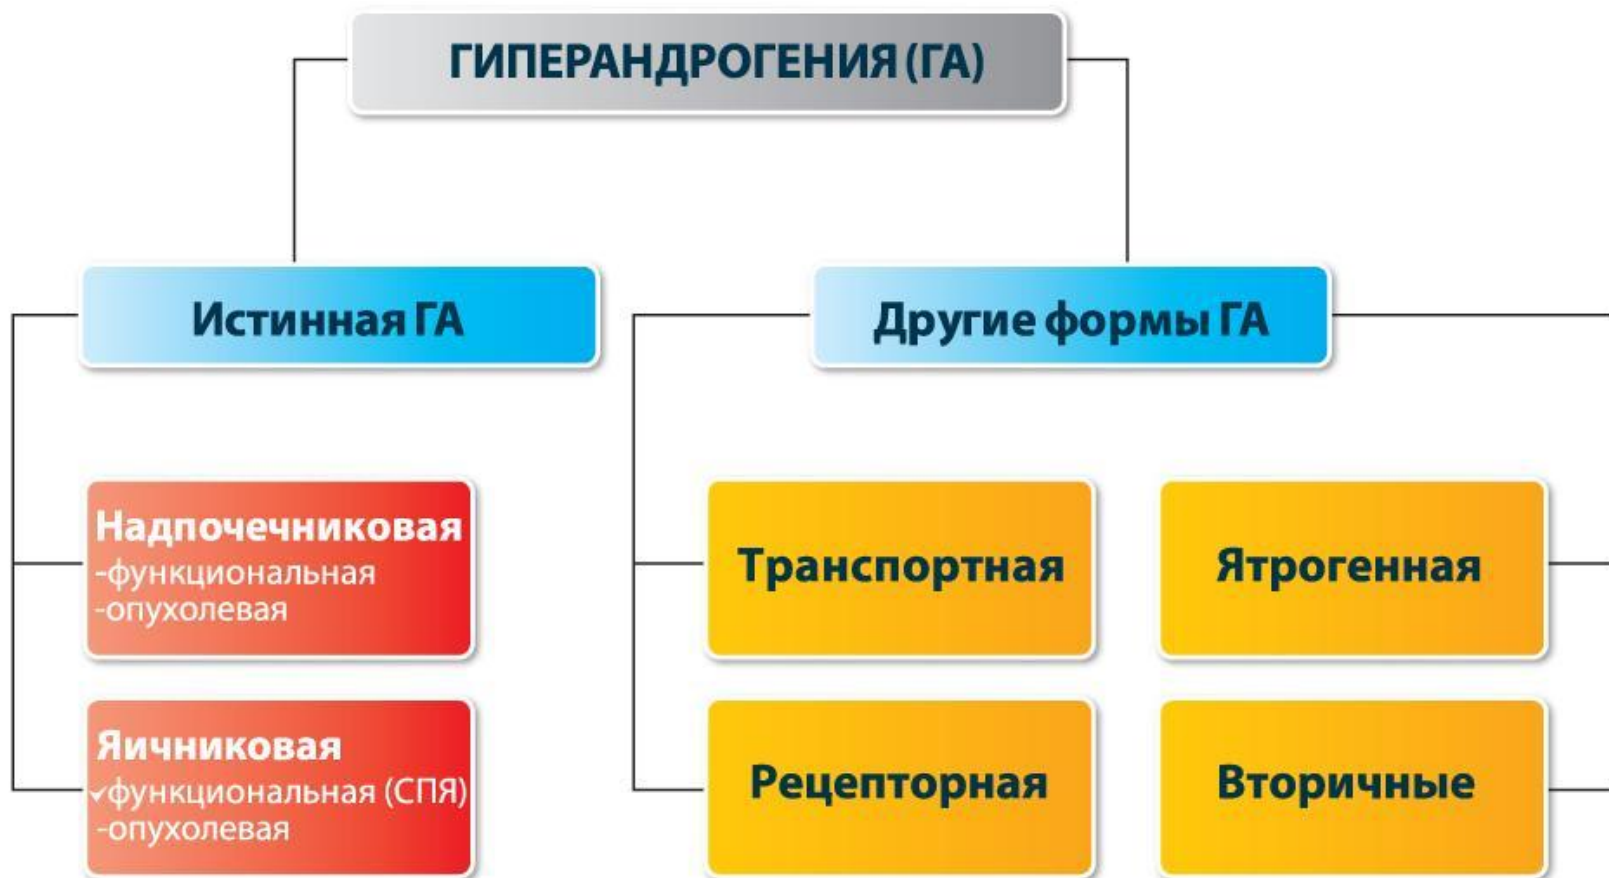 ГИПЕРАНДРОГЕНИЯ (ГА)
Истинная ГА
Другие формы ГА
Надпочечниковая
-функциональная
-опухолевая
Яичниковая
✓функциональная (СПЯ)
-опухолевая
Транспортная
Ятрогенная
Рецепторная
Вторичные